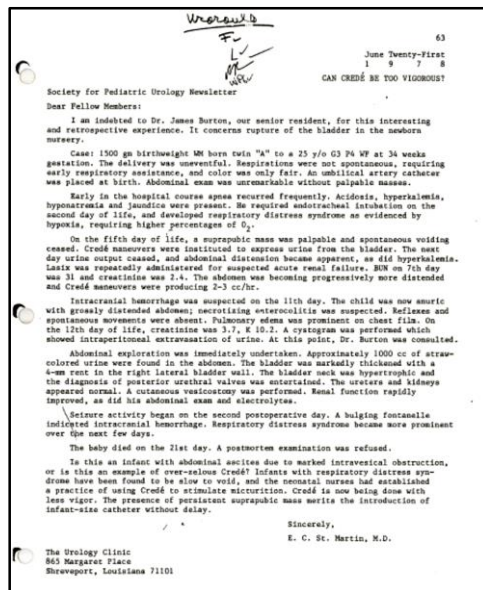 63
June Twenty-First
1 9 7 8
CAN CREDÉ BE TOO VIGOROUS?
Society for Pediatric Urology Newsletter
Dear Fellow Members:
I am indebted to Dr. James Burton, our senior resident, for this interesting
and retrospective experience. It concerns rupture of the bladder in the newborn
nursery.
Case: 1500 gm birthweight WM born twin "A" to a 25 y/o G3 P4 WF at 34 weeks
gestation. The delivery was uneventful. Respirations were not spontaneous, requiring
early respiratory assistance, and color was only fair. An umbilical artery catheter
was placed at birth. Abdominal exam was unremarkable without palpable masses.
Early in the hospital course apnea recurred frequently. Acidosis, hyperkalemia,
hyponatremia and jaundice were present. He required endotracheal intubation on the
second day of life, and developed respiratory distress syndrome as evidenced by
hypoxia, requiring higher percentages of O2.
On the fifth day of life, a suprapubic mass was palpable and spontaneous voiding
ceased. Credé maneuvers were instituted to express urine from the bladder. The next
day urine output ceased, and abdominal distension became apparent, as did hyperkalemia.
Lasix was repeatedly administered for suspected acute renal failure. BUN on 7th day
was 31 and creatinine was 2.4. The abdomen was becoming progressively more distended
and Credé maneuvers were producing 2-3 cc/hr.
Intracranial hemorrhage was suspected on the 11th day. The child was now anuric
with grossly distended abdomen; necrotizing enterocolitis was suspected. Reflexes and
spontaneous movements were absent. Pulmonary edema was prominent on chest film. On
the 12th day of life, creatinine was 3.7, K 10.2. A cystogram was performed which
showed intraperitoneal extravasation of urine. At this point, Dr. Burton was consulted.
Abdominal exploration was immediately undertaken. Approximately 1000 cc of straw-
colored urine were found in the abdomen. The bladder was markedly thickened with a
4-mm rent in the right lateral bladder wall. The bladder neck was hypertrophic and
the diagnosis of posterior urethral valves was entertained. The ureters and kidneys
appeared normal. A cutaneous vesicostomy was performed. Renal function rapidly
improved, as did his abdominal exam and electrolytes.
Seizure activity began on the second postoperative day. A bulging fontanelle
indicated intracranial hemorrhage. Respiratory distress syndrome became more prominent
over the next few days.
The baby died on the 21st day. A postmortem examination was refused.
Is this an infant with abdominal ascites due to marked intravesical obstruction,
or is this an example of over-zelous Credé? Infants with respiratory distress syn-
drome have been found to be slow to void, and the neonatal nurses had established
a practice of using Credé to stimulate micturition. Credé is now being done with
less vigor. The presence of persistent suprapubic mass merits the introduction of
infant-size catheter without delay.
Sincerely,
E. C. St. Martin, M.D.
The Urology Clinic
865 Margaret Place
Shreveport, Louisiana 71101